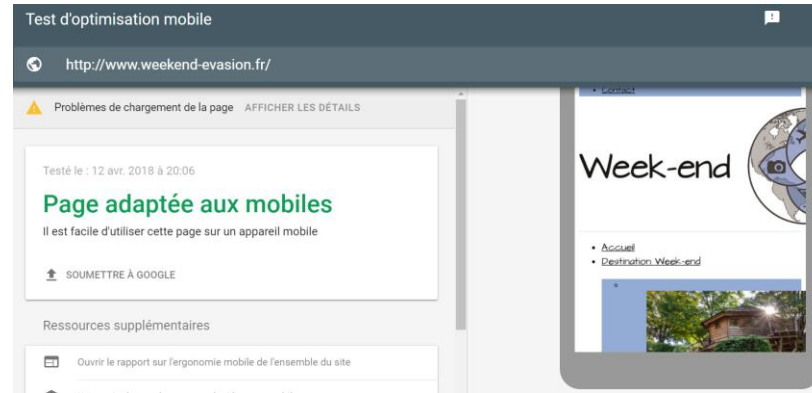 Test d'optimisation mobile
http://www.weekend-evasion.fr/
Problèmes de chargement de la page AFFICHER LES DÉTAILS
Testé le : 12 avr. 2018 à 20:06
Page adaptée aux mobiles
Il est facile d'utiliser cette page sur un appareil mobile
SOUMETTRE À GOOGLE
Ressources supplémentaires
Ouvrir le rapport sur l'ergonomie mobile de l'ensemble du site
Contact
Week-end
Accueil
Destination Week-end